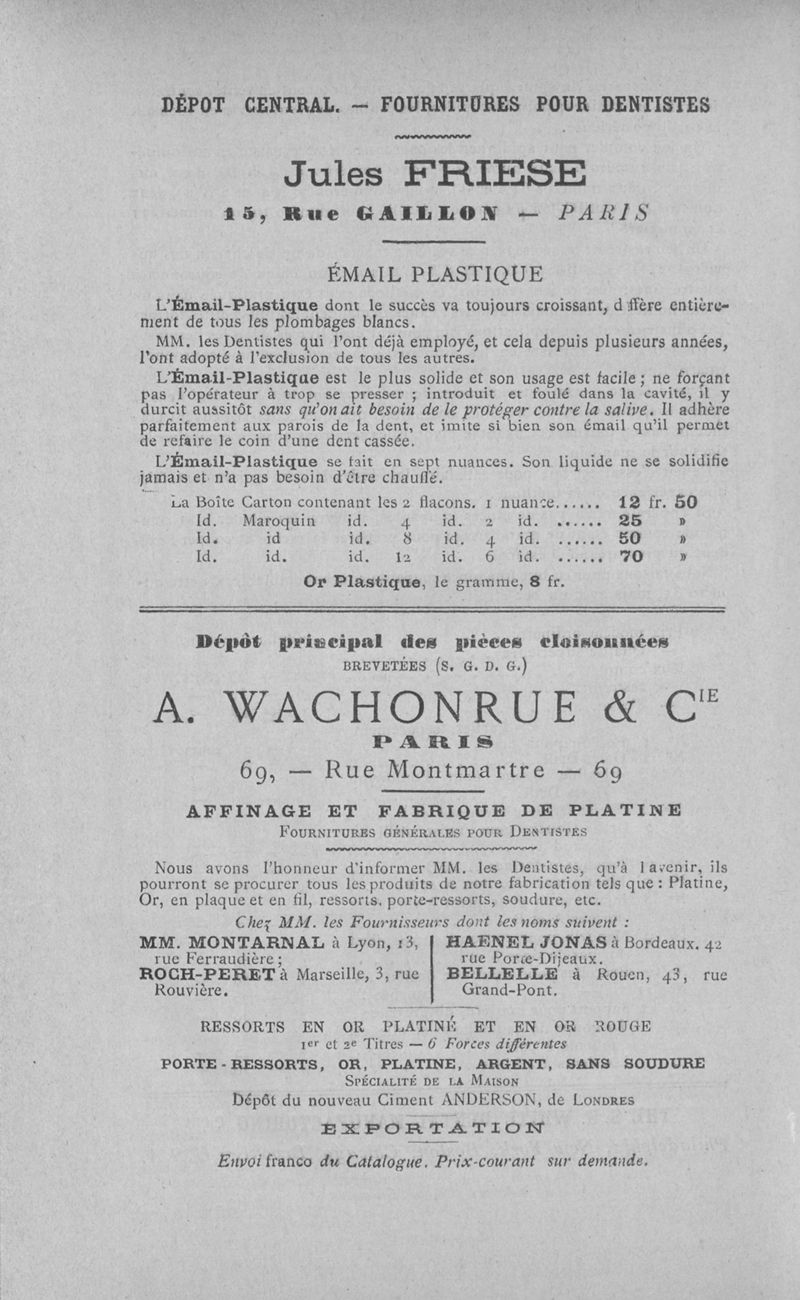 DÉPOT CENTRAL. — FOURNITURES POUR DENTISTES
Jules FRIESE
15, Rue GAILLON — PARIS
ÉMAIL PLASTIQUE
L'Émail-Plastique dont le succès va toujours croissant, diffère entière-
ment de tous les plombages blancs.
MM. les Dentistes qui l'ont déjà employé, et cela depuis plusieurs années,
l'ont adopté à l'exclusion de tous les autres.
L'Émail-Plastique est le plus solide et son usage est facile ; ne forçant
pas l'opérateur à trop se presser ; introduit et foulé dans la cavité, il y
durcit aussitôt sans qu'on ait besoin de le protéger contre la salive. Il adhère
parfaitement aux parois de la dent, et imite si bien son émail qu'il permet
de refaire le coin d'une dent cassée.
L'Émail-Plastique se fait en sept nuances. Son liquide ne se solidifie
jamais et n'a pas besoin d'être chauffé.
La Boîte Carton contenant les 2 flacons. 1 nuance...... 12 fr. 50
Id. Maroquin id. 4 id. 2 id. ...... 25 »
Id. id id. 8 id. 4 id. ...... 50 »
Id. id. id. 12 id. 6 id. ...... 70 »
Or Plastique, le gramme, 8 fr.
Dépôt principal des pièces cloisonnées
BREVETÉES (S. G. D. G.)
A. WACHONRUE & CIE
PARIS
69, — Rue Montmartre — 69
AFFINAGE ET FABRIQUE DE PLATINE
FOURNITURES GÉNÉRALES POUR DENTISTES
Nous avons l'honneur d'informer MM. les Dentistes, qu'à l avenir, ils
pourront se procurer tous les produits de notre fabrication tels que : Platine,
Or, en plaque et en fil, ressorts, porte-ressorts, soudure, etc.
Chez MM. les Fournisseurs dont les noms suivent :
MM. MONTARNAL à Lyon, 13,
rue Ferraudière ;
ROCH-PERET à Marseille, 3, rue
Rouvière.
HAENEL JONAS à Bordeaux. 42
rue Porte-Dijeaux.
BELLELLE à Rouen, 43, rue
Grand-Pont.
RESSORTS EN OR PLATINÉ ET EN OR ROUGE
1er et 2e Titres — 6 Forces différentes
PORTE-RESSORTS, OR, PLATINE, ARGENT, SANS SOUDURE
SPÉCIALITÉ DE LA MAISON
Dépôt du nouveau Ciment ANDERSON, de LONDRES
EXPORTATION
Envoi franco du Catalogue. Prix-courant sur demande.